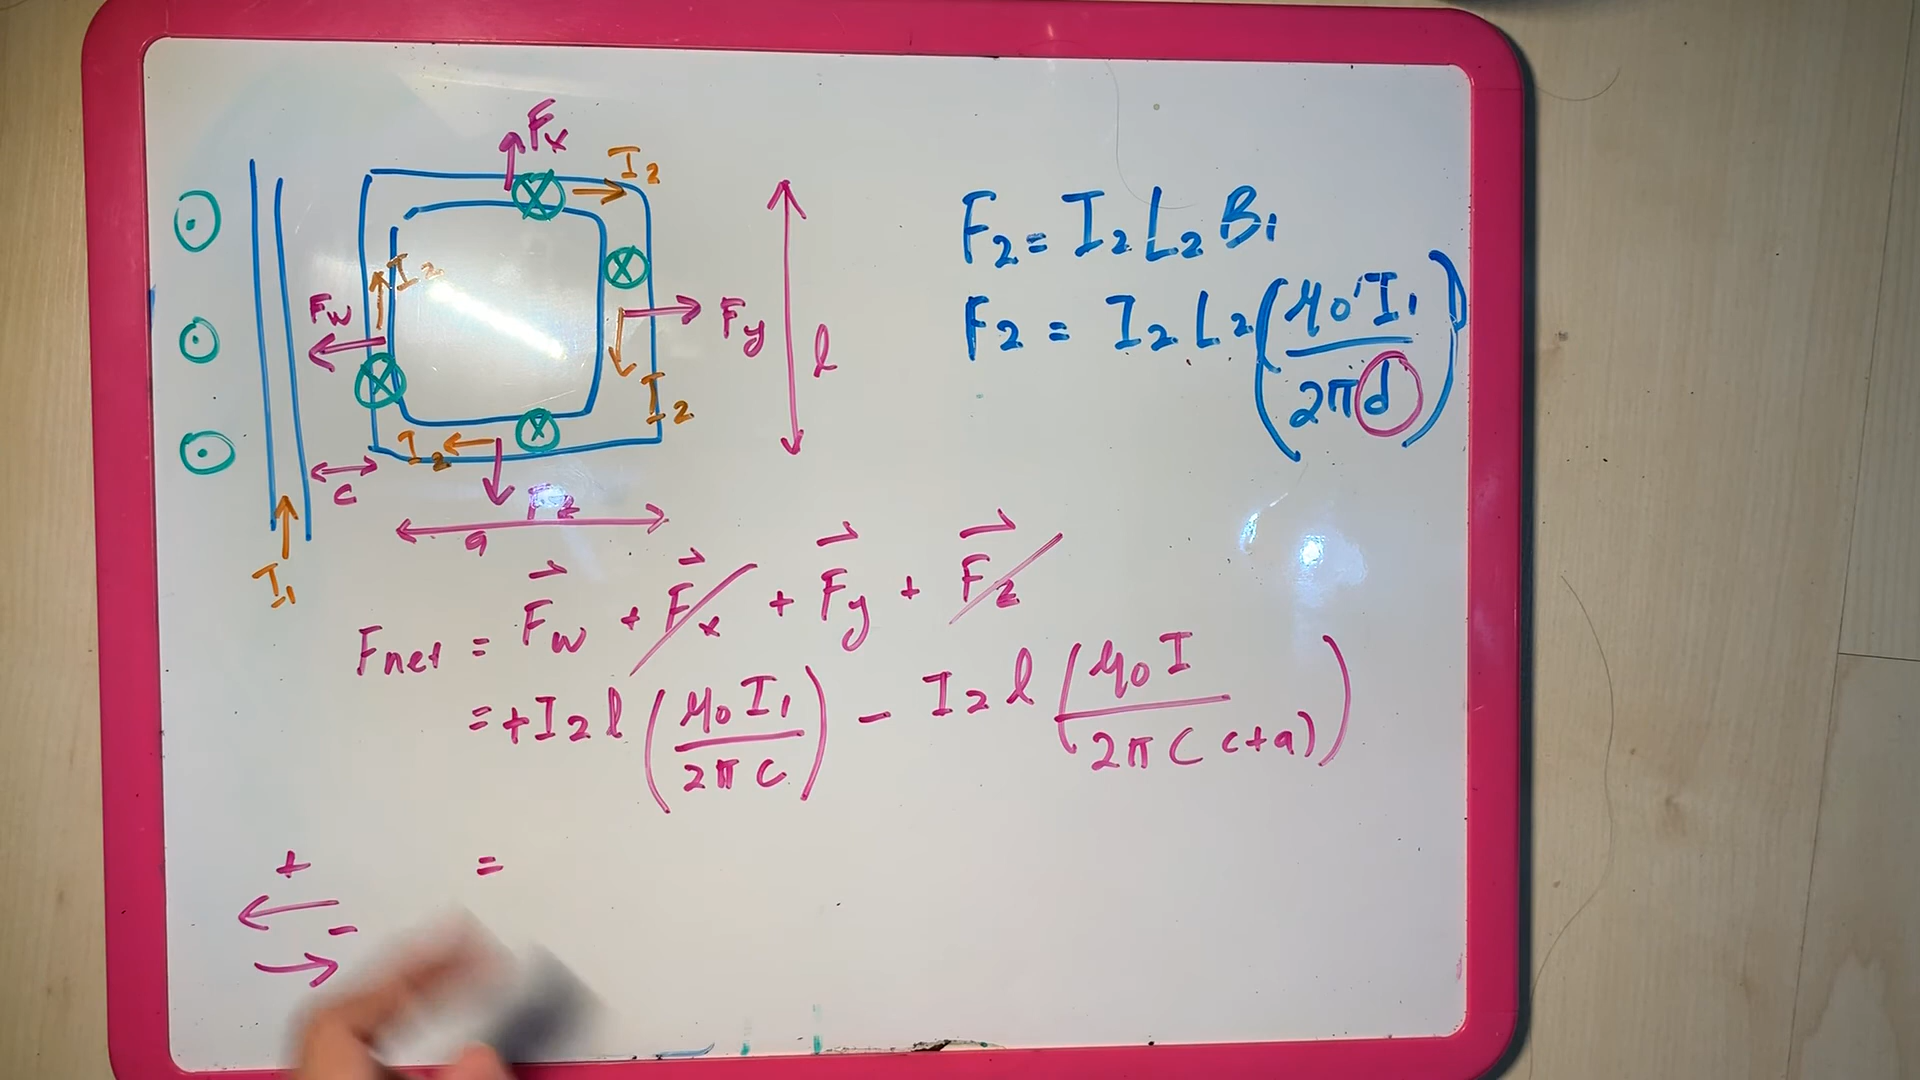 Fx
I2
I2
Fw
Fy
l
I2
I2
c
Fz
a
I1
F2 = I2 L2 B1
F2 = I2 L2 (μ0 I1 / 2π d)
Fnet = Fw + Fx + Fy + Fz
= + I2 l (μ0 I1 / 2π c) - I2 l (μ0 I / 2π (c+a))
+
=
-